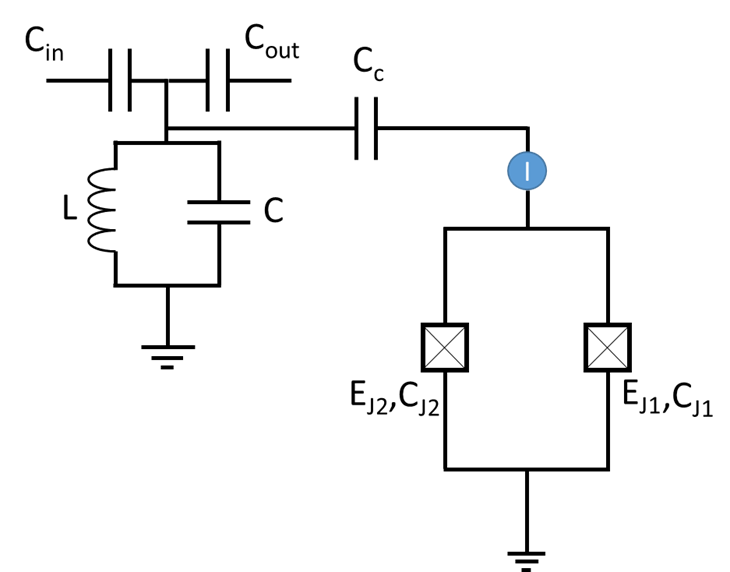 C_in
C_out
C_c
I
L
C
E_J2,C_J2
E_J1,C_J1